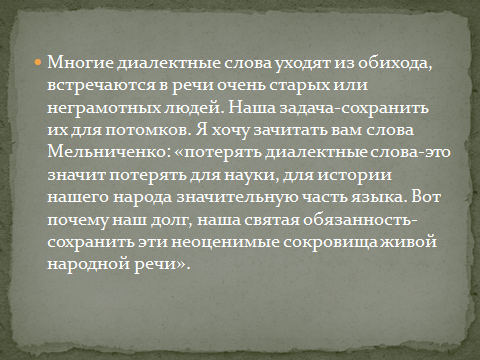 Многие диалектные слова уходят из обихода,
встречаются в речи очень старых или
неграмотных людей. Наша задача-сохранить
их для потомков. Я хочу зачитать вам слова
Мельниченко: «потерять диалектные слова-это
значит потерять для науки, для истории
нашего народа значительную часть языка. Вот
почему наш долг, наша святая обязанность-
сохранить эти неоценимые сокровища живой
народной речи».